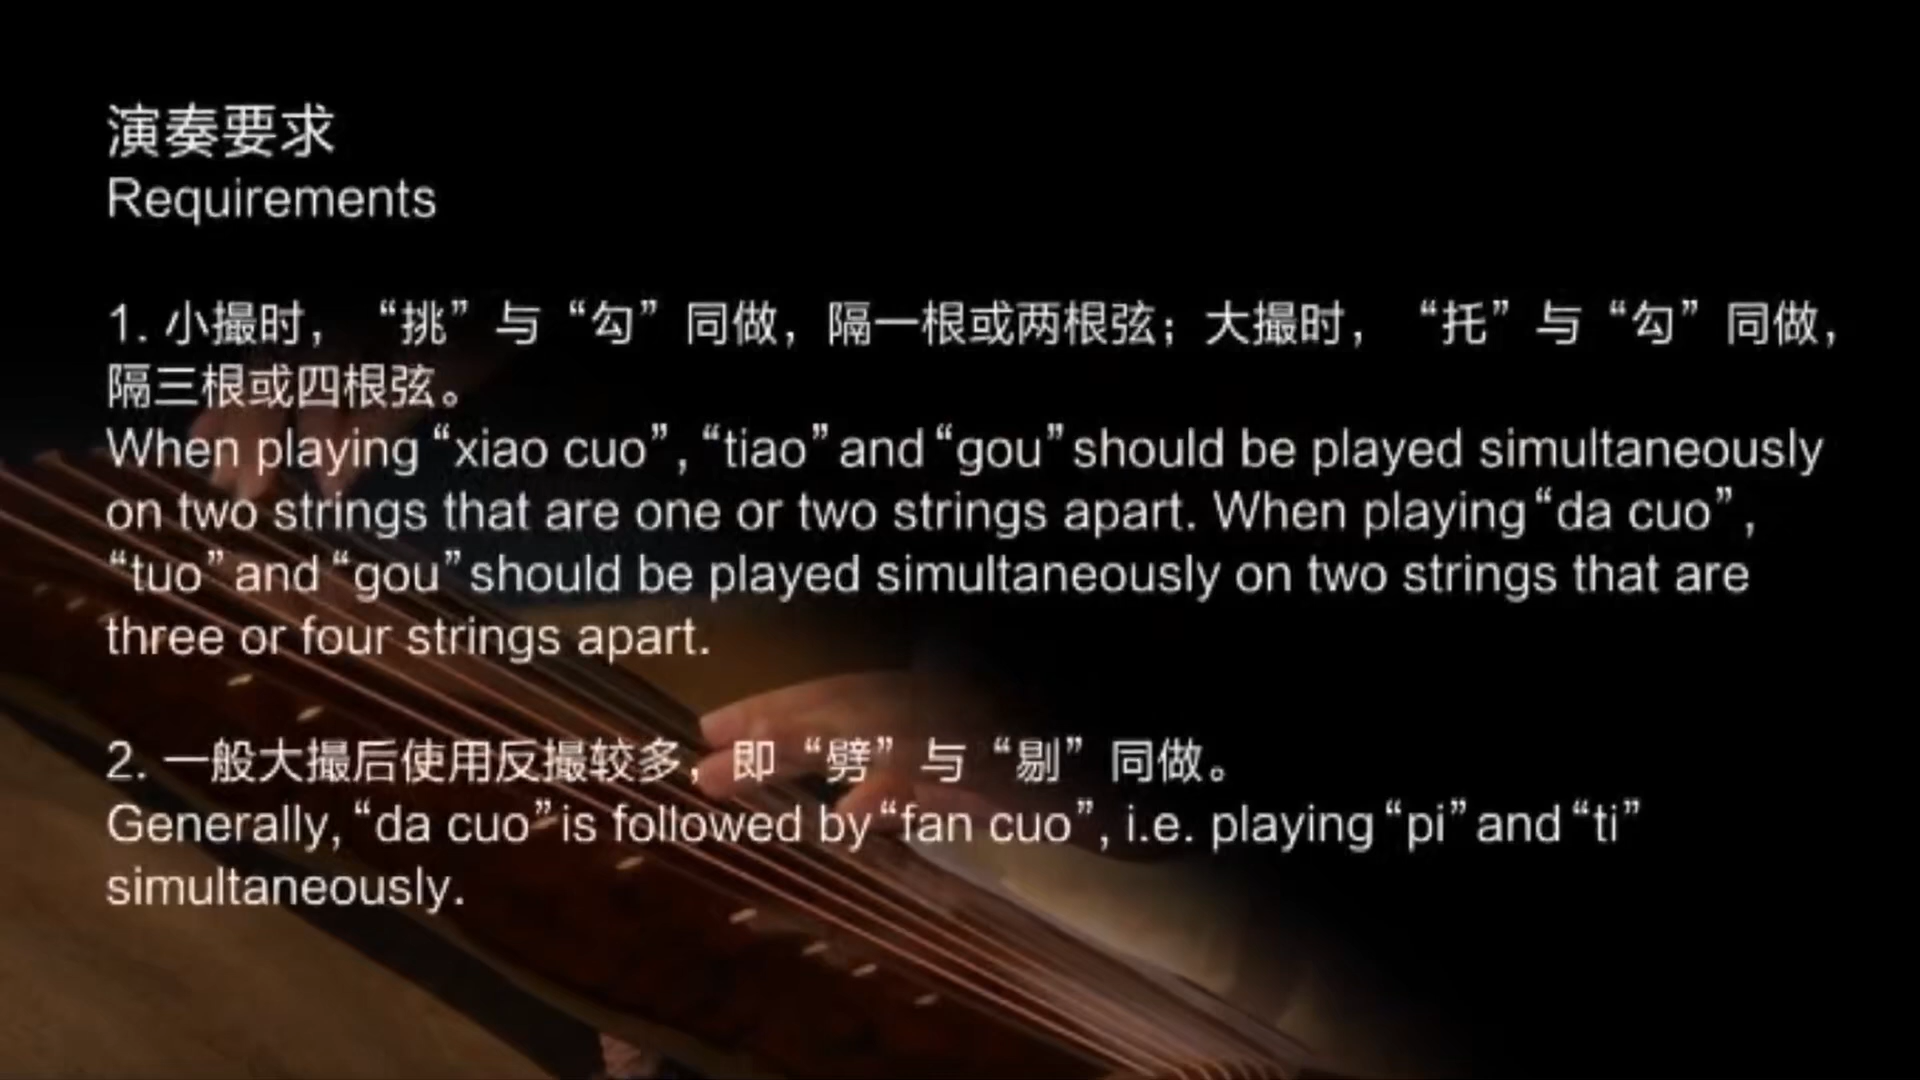 演奏要求
Requirements
1. 小撮时，“挑”与“勾”同做，隔一根或两根弦；大撮时，“托”与“勾”同做，
隔三根或四根弦。
When playing “xiao cuo”, “tiao” and “gou” should be played simultaneously
on two strings that are one or two strings apart. When playing “da cuo”,
“tuo” and “gou” should be played simultaneously on two strings that are
three or four strings apart.
2. 一般大撮后使用反撮较多，即“劈”与“剔”同做。
Generally, “da cuo” is followed by “fan cuo”, i.e. playing “pi” and “ti”
simultaneously.